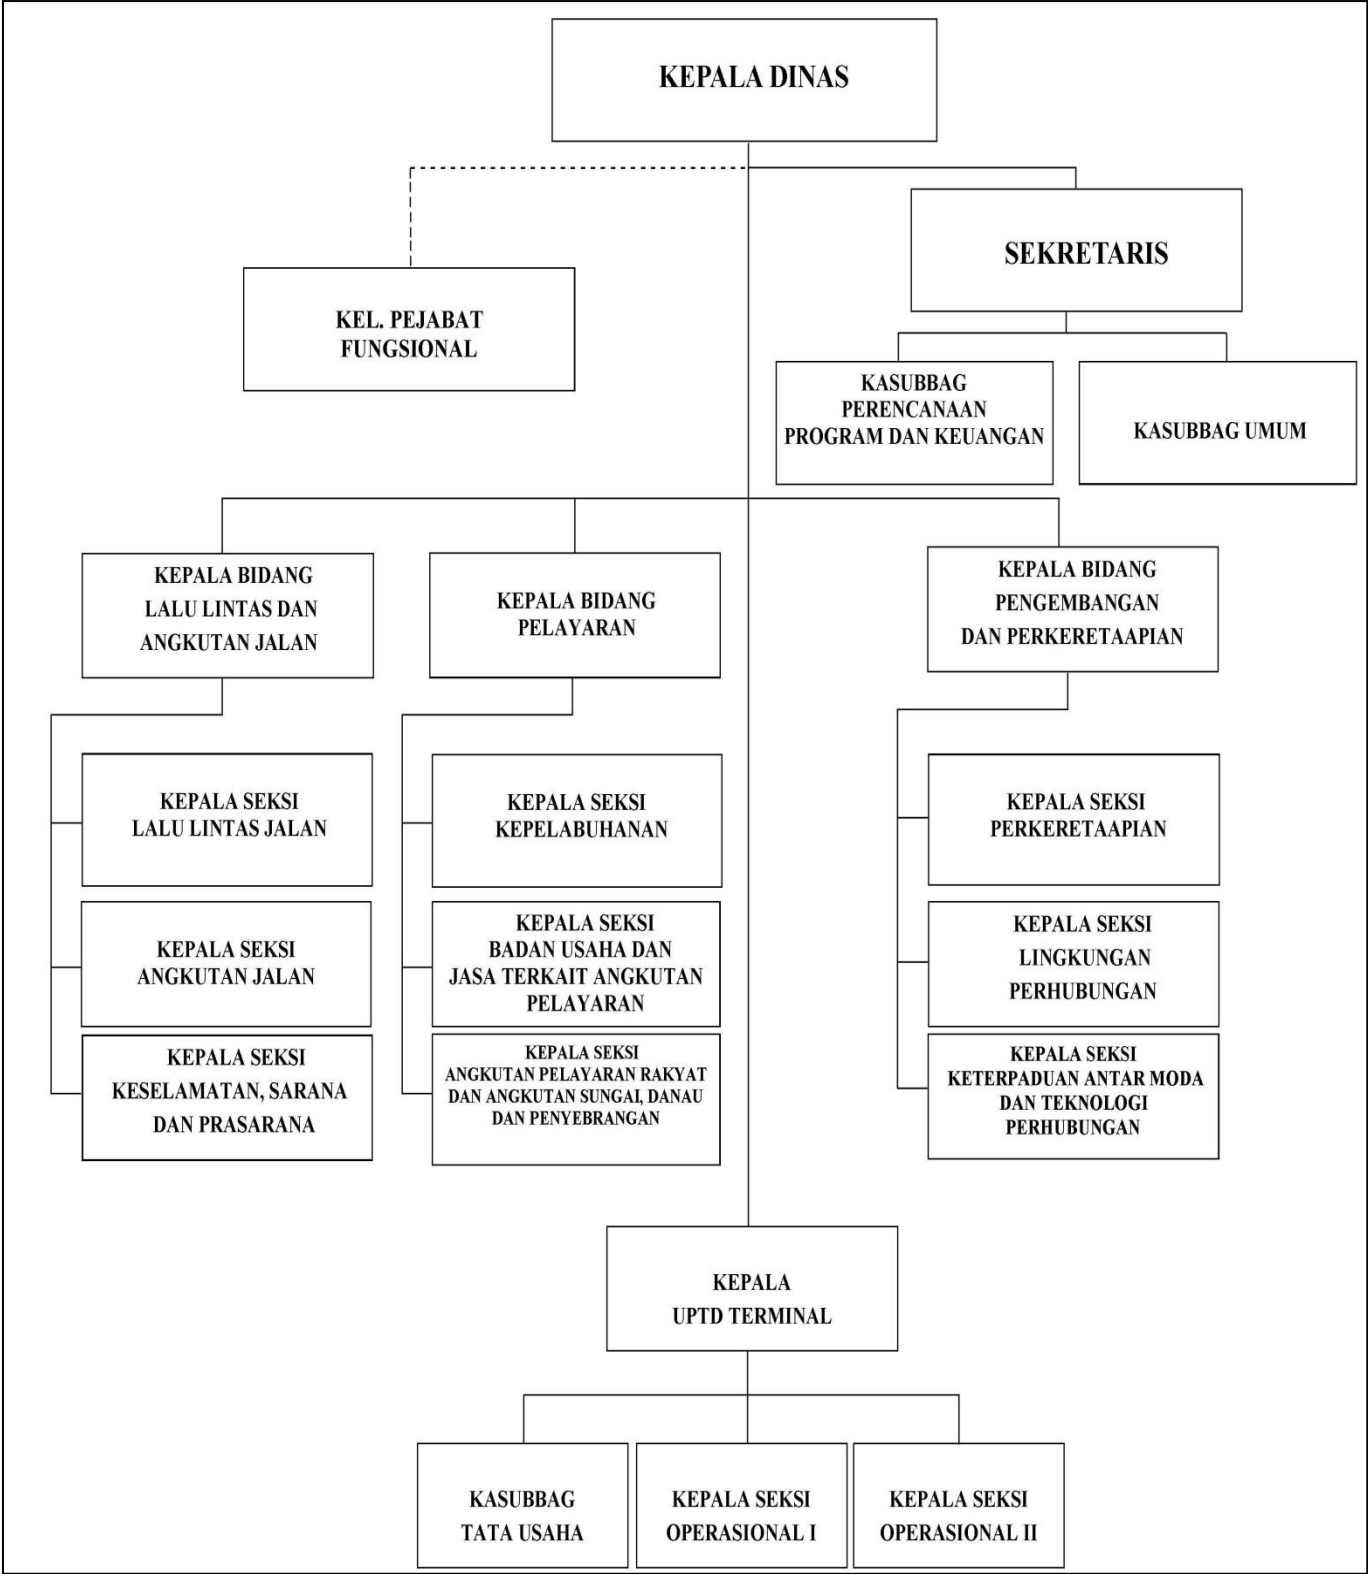 KEPALA DINAS
SEKRETARIS
KEL. PEJABAT
FUNGSIONAL
KASUBBAG
PERENCANAAN
PROGRAM DAN KEUANGAN
KASUBBAG UMUM
KEPALA BIDANG
LALU LINTAS DAN
ANGKUTAN JALAN
KEPALA BIDANG
PELAYARAN
KEPALA BIDANG
PENGEMBANGAN
DAN PERKERETAAPIAN
KEPALA SEKSI
LALU LINTAS JALAN
KEPALA SEKSI
KEPELABUHANAN
KEPALA SEKSI
PERKERETAAPIAN
KEPALA SEKSI
ANGKUTAN JALAN
KEPALA SEKSI
BADAN USAHA DAN
JASA TERKAIT ANGKUTAN
PELAYARAN
KEPALA SEKSI
LINGKUNGAN
PERHUBUNGAN
KEPALA SEKSI
KESELAMATAN, SARANA
DAN PRASARANA
KEPALA SEKSI
ANGKUTAN PELAYARAN RAKYAT
DAN ANGKUTAN SUNGAI, DANAU
DAN PENYEBRANGAN
KEPALA SEKSI
KETERPADUAN ANTAR MODA
DAN TEKNOLOGI
PERHUBUNGAN
KEPALA
UPTD TERMINAL
KASUBBAG
TATA USAHA
KEPALA SEKSI
OPERASIONAL I
KEPALA SEKSI
OPERASIONAL II